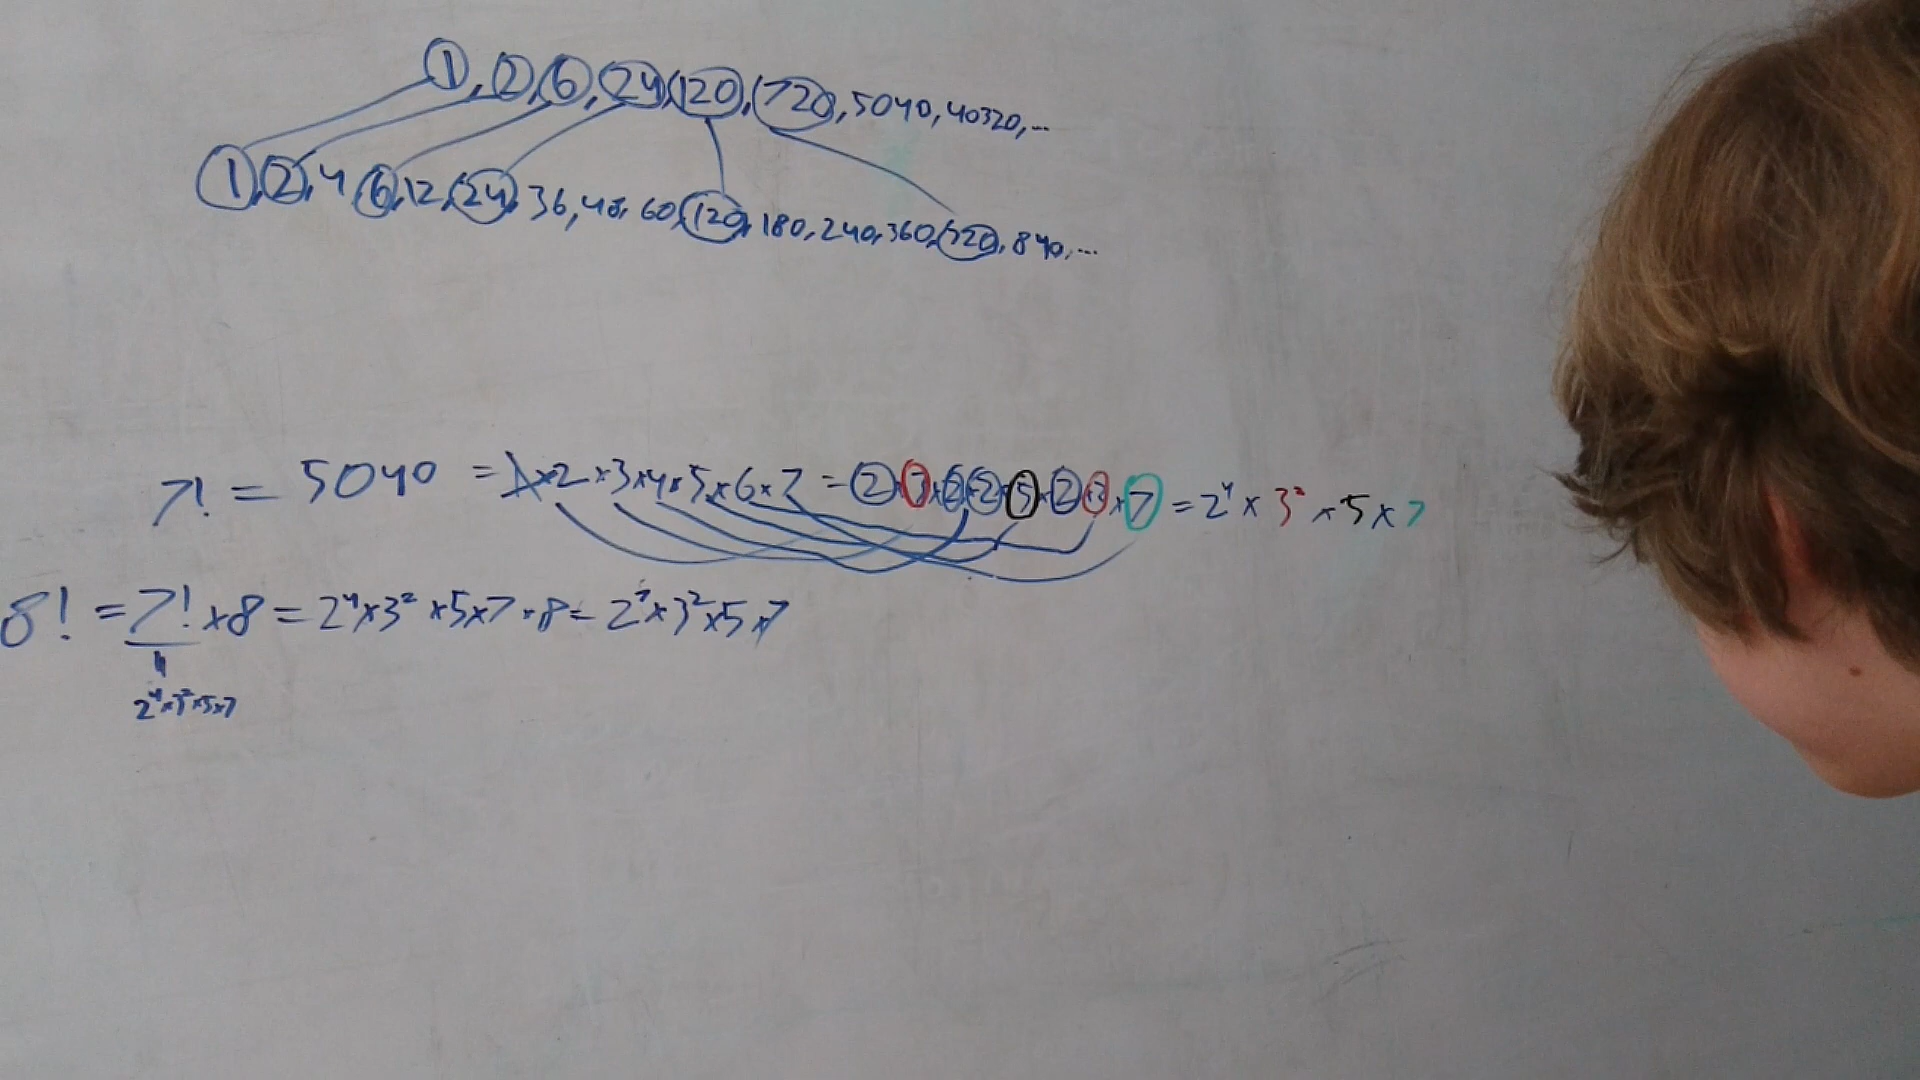 1, 2, 6, 24, 120, 720, 5040, 40320, ...
1, 2, 4, 6, 12, 24, 36, 48, 60, 120, 180, 240, 360, 720, 840, ...
7! = 5040 = 1×2×3×4×5×6×7 = 2×3×2×2×5×2×3×7 = 2⁴×3²×5×7
8! = 7!×8 = 2⁴×3²×5×7×8 = 2⁷×3²×5×7
2⁴×3²×5×7